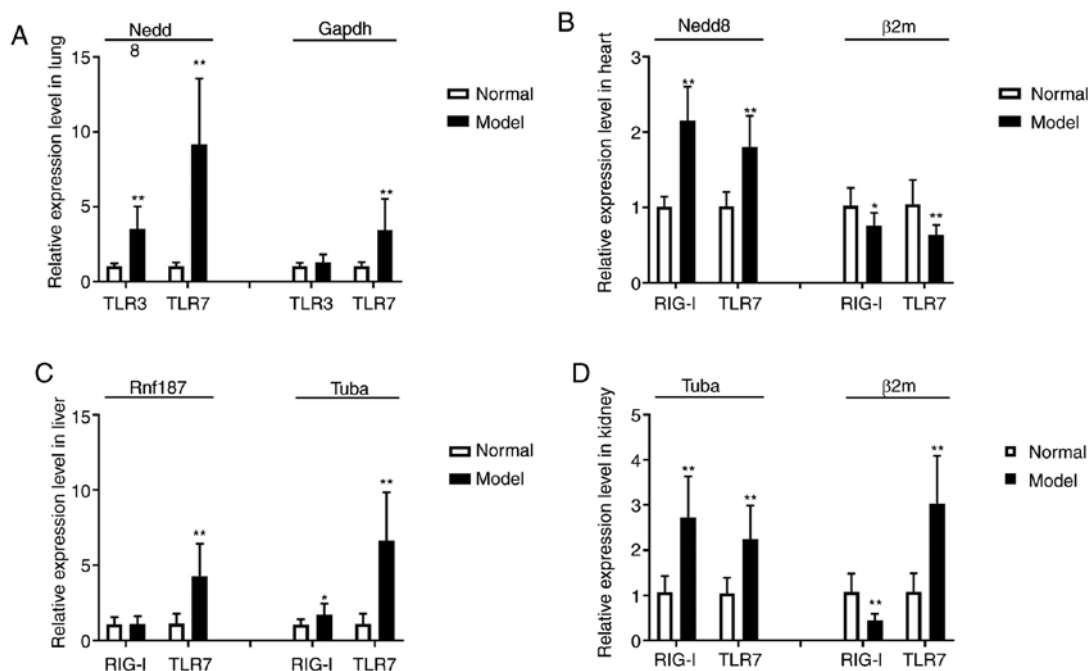 A
Nedd
8
Gapdh
Relative expression level in lung
15
10
5
0
**
**
**
TLR3
TLR7
TLR3
TLR7
Normal
Model
B
Nedd8
β2m
Relative expression level in heart
3
2
1
0
**
**
*
**
RIG-I
TLR7
RIG-I
TLR7
Normal
Model
C
Rnf187
Tuba
Relative expression level in liver
15
10
5
0
**
*
**
RIG-I
TLR7
RIG-I
TLR7
Normal
Model
D
Tuba
β2m
Relative expression level in kidney
5
4
3
2
1
0
**
**
**
**
RIG-I
TLR7
RIG-I
TLR7
Normal
Model